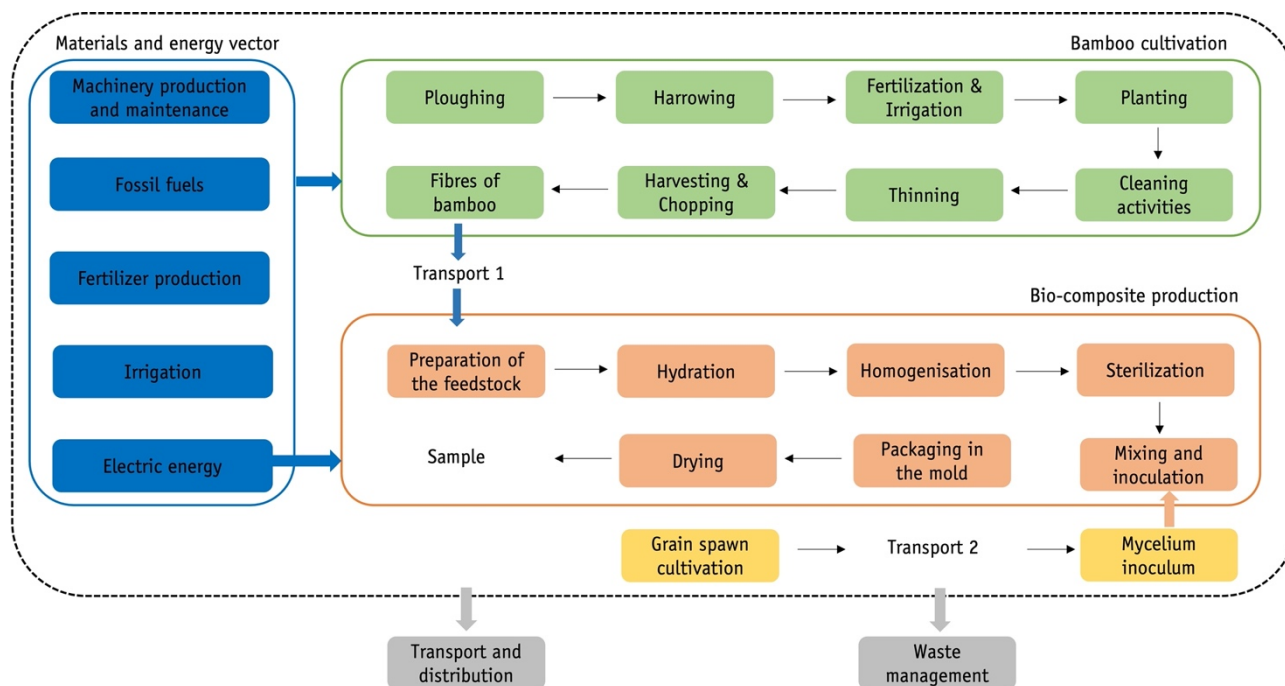 Materials and energy vector
Machinery production
and maintenance
Fossil fuels
Fertilizer production
Irrigation
Electric energy
Bamboo cultivation
Ploughing
Harrowing
Fertilization &
Irrigation
Planting
Cleaning
activities
Thinning
Harvesting &
Chopping
Fibres of
bamboo
Transport 1
Bio-composite production
Preparation of
the feedstock
Hydration
Homogenisation
Sterilization
Mixing and
inoculation
Packaging in
the mold
Drying
Sample
Grain spawn
cultivation
Transport 2
Mycelium
inoculum
Transport and
distribution
Waste
management